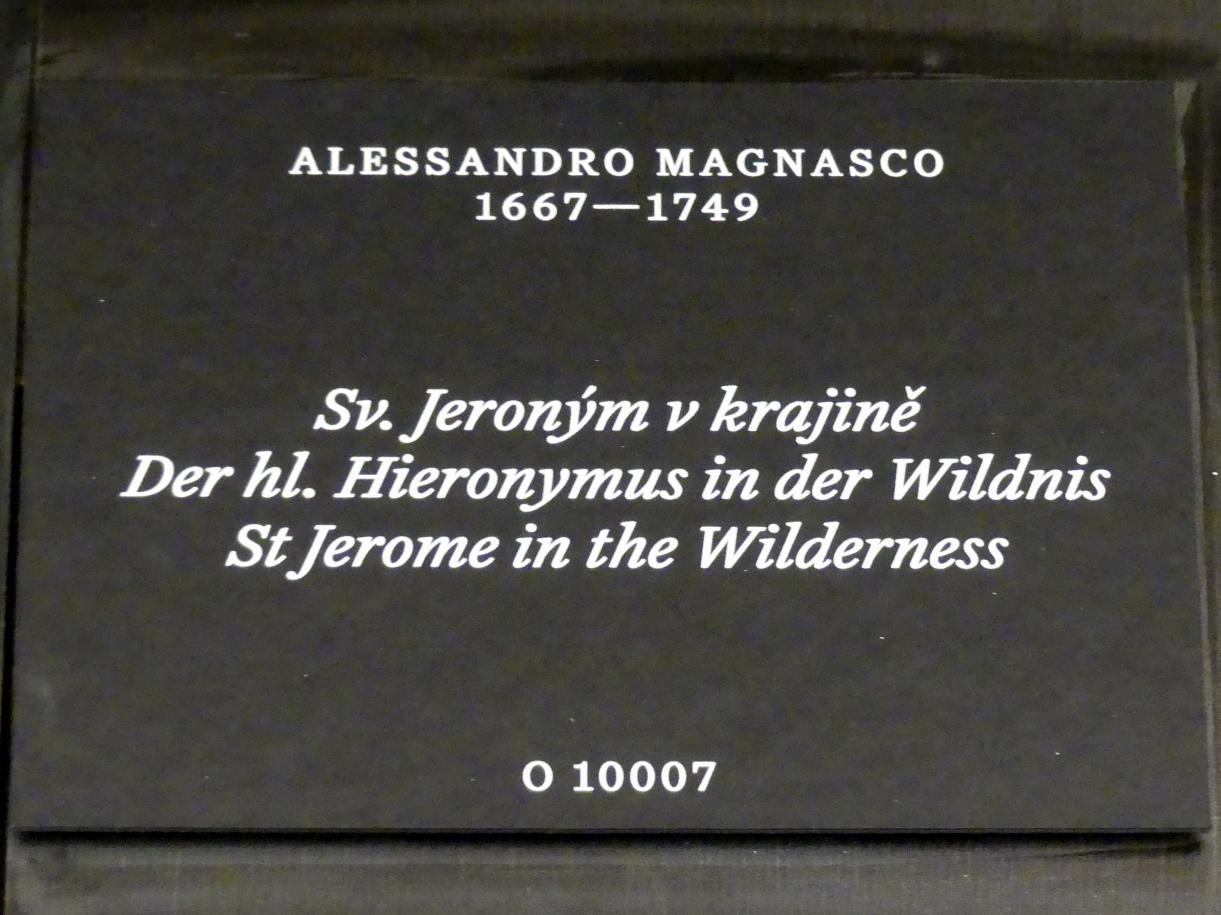 ALESSANDRO MAGNASCO
1667—1749
Sv. Jeroným v krajině
Der hl. Hieronymus in der Wildnis
St Jerome in the Wilderness
O 10007